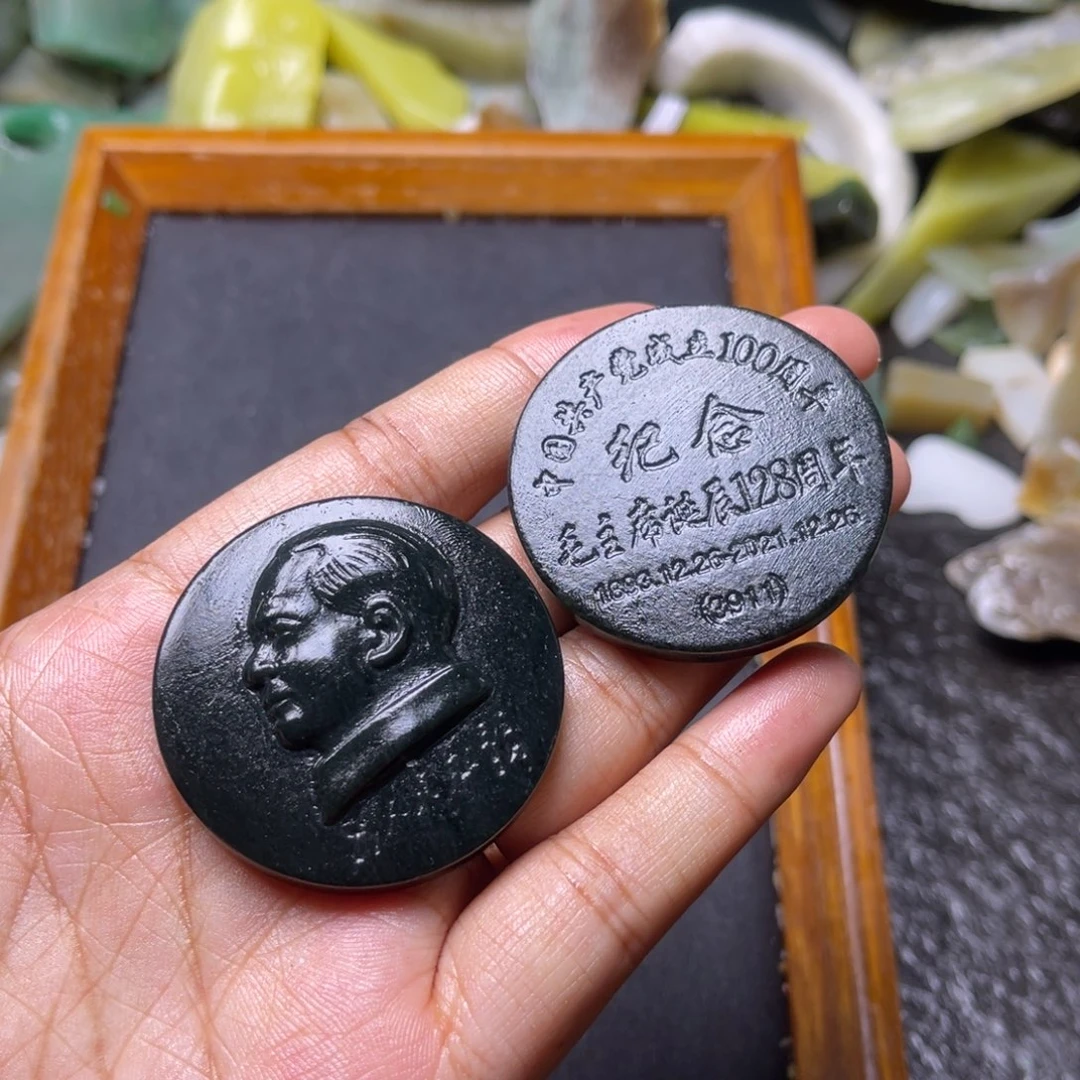 中国共产党成立100周年
纪念
毛主席诞辰128周年
1893.12.26-2021.12.26
(3911)